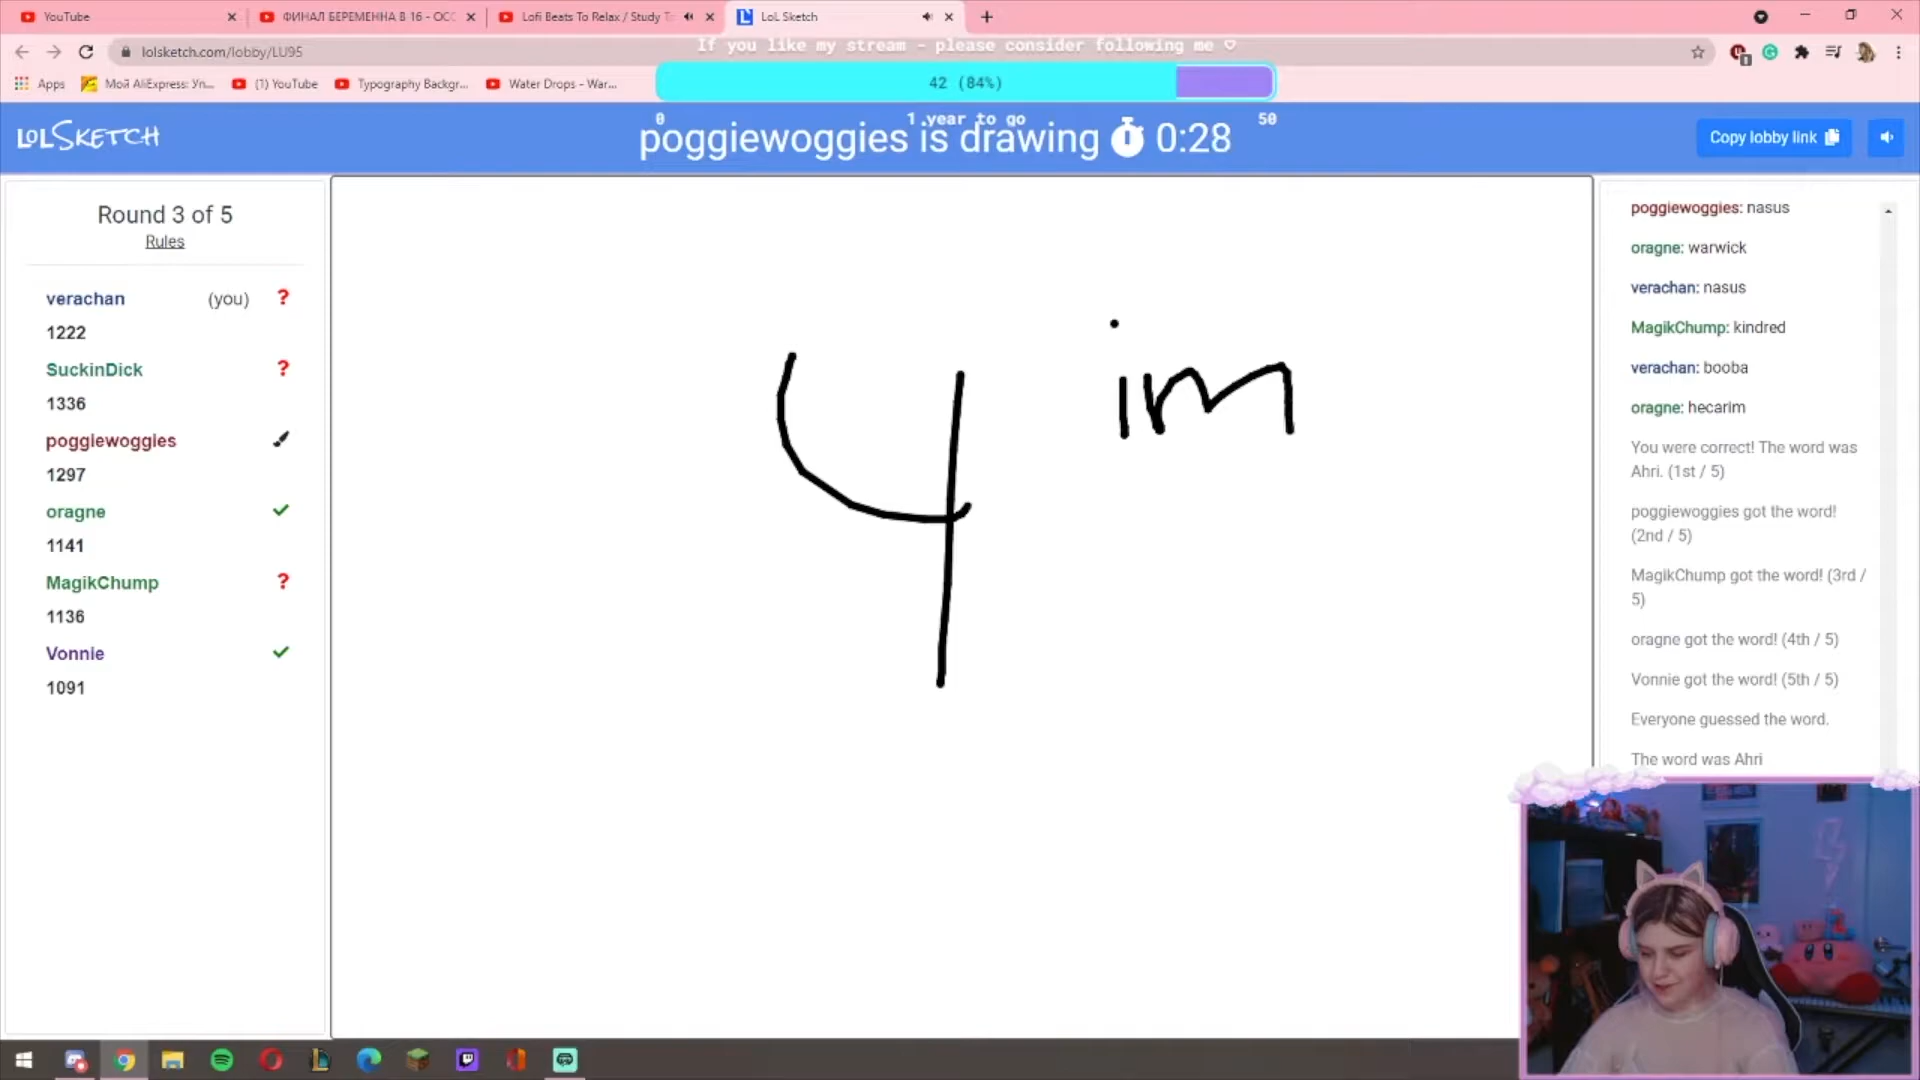 YouTube
ФИНАЛ БЕРЕМЕННА В 16 - ОСС
Lofi Beats To Relax / Study T
LoL Sketch
lolsketch.com/lobby/LU95
If you like my stream - please consider following me ♡
Apps
Мой AliExpress: Уп...
(1) YouTube
Typography Backgr...
Water Drops - War...
42 (84%)
0
1 year to go
50
LOLSKETCH
poggiewoggies is drawing 0:28
Copy lobby link
Round 3 of 5
Rules
verachan (you) ?
1222
SuckinDick ?
1336
poggiewoggies
1297
oragne
1141
MagikChump ?
1136
Vonnie
1091
4 im
poggiewoggies: nasus
oragne: warwick
verachan: nasus
MagikChump: kindred
verachan: booba
oragne: hecarim
You were correct! The word was
Ahri. (1st / 5)
poggiewoggies got the word!
(2nd / 5)
MagikChump got the word! (3rd /
5)
oragne got the word! (4th / 5)
Vonnie got the word! (5th / 5)
Everyone guessed the word.
The word was Ahri